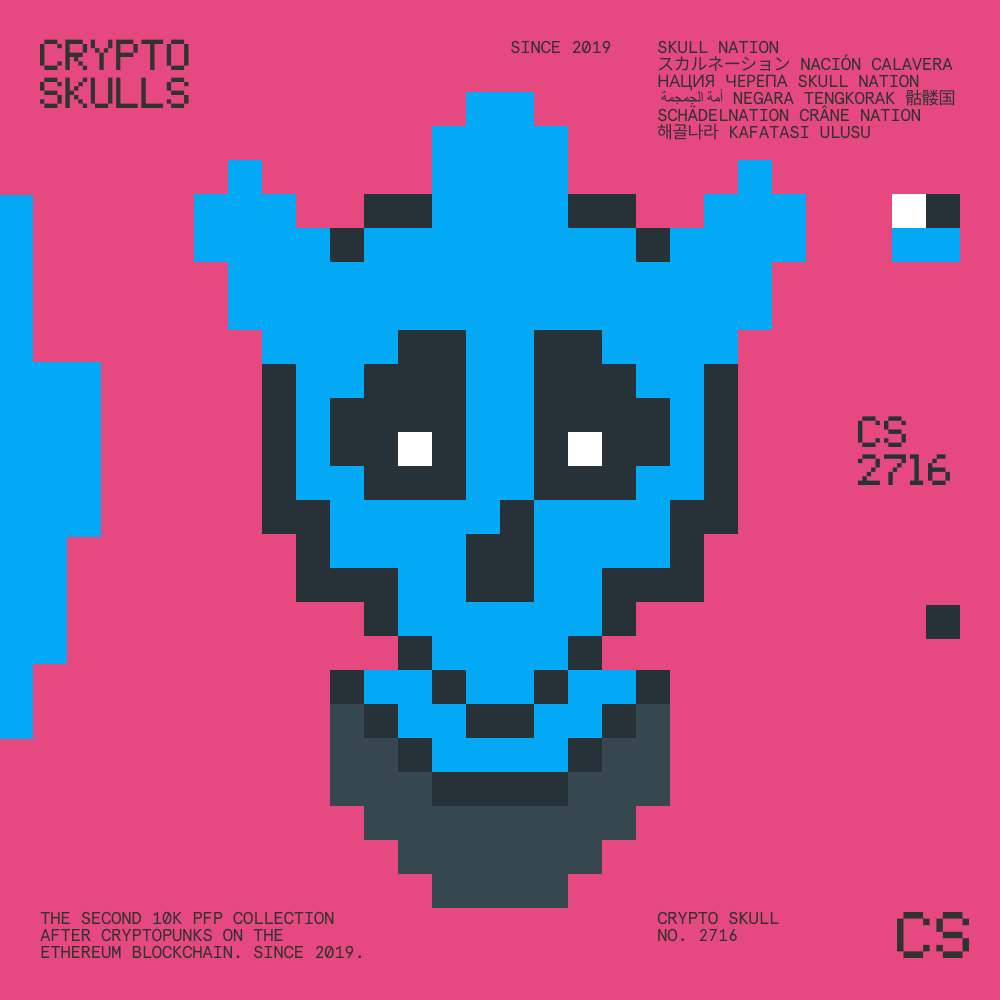 CRYPTO
SKULLS
SINCE 2019
SKULL NATION
スカルネーション NACIÓN CALAVERA
НАЦИЯ ЧЕРЕПА SKULL NATION
أمة الجمجمة NEGARA TENGKORAK 骷髅国
SCHÄDELNATION CRÂNE NATION
해골나라 KAFATASI ULUSU
CS
2716
THE SECOND 10K PFP COLLECTION
AFTER CRYPTOPUNKS ON THE
ETHEREUM BLOCKCHAIN. SINCE 2019.
CRYPTO SKULL
NO. 2716
CS